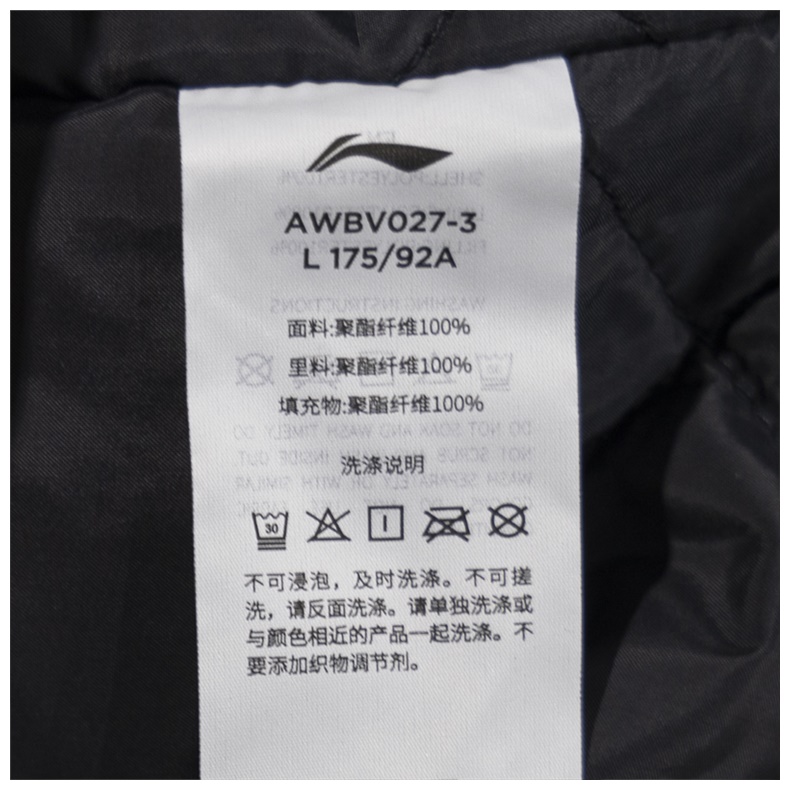 AWBV027-3
L 175/92A
面料:聚酯纤维100%
里料:聚酯纤维100%
填充物:聚酯纤维100%
洗涤说明
30
不可浸泡，及时洗涤。不可搓
洗，请反面洗涤。请单独洗涤或
与颜色相近的产品一起洗涤。不
要添加织物调节剂。